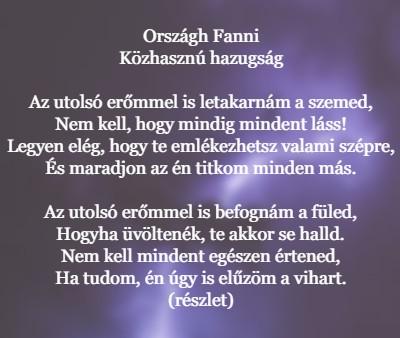 Országh Fanni
Közhasznú hazugság
Az utolsó erőmmel is letakarnám a szemed,
Nem kell, hogy mindig mindent láss!
Legyen elég, hogy te emlékezhetsz valami szépre,
És maradjon az én titkom minden más.
Az utolsó erőmmel is befognám a füled,
Hogyha üvöltenék, te akkor se halld.
Nem kell mindent egészen értened,
Ha tudom, én úgy is elűzöm a vihart.
(részlet)